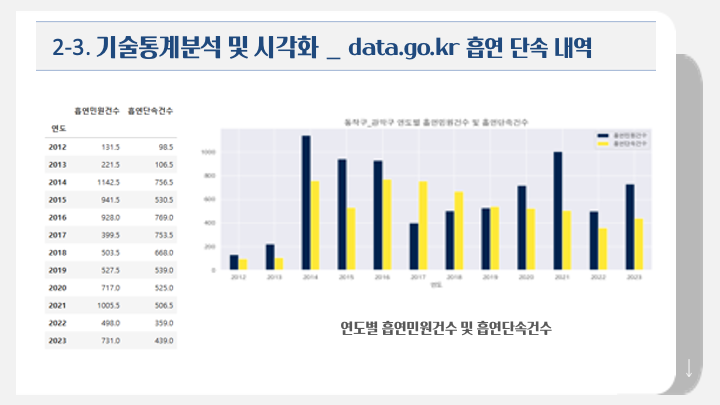 2-3. 기술통계분석 및 시각화 _ data.go.kr 흡연 단속 내역
흡연민원건수 흡연단속건수
연도
2012 131.5 98.5
2013 221.5 106.5
2014 1142.5 756.5
2015 941.5 530.5
2016 928.0 769.0
2017 399.5 753.5
2018 503.5 668.0
2019 527.5 539.0
2020 717.0 525.0
2021 1005.5 506.5
2022 498.0 359.0
2023 731.0 439.0
동작구_관악구 연도별 흡연민원건수 및 흡연단속건수
흡연민원건수
흡연단속건수
1000
800
600
400
200
0
2012 2013 2014 2015 2016 2017 2018 2019 2020 2021 2022 2023
연도
연도별 흡연민원건수 및 흡연단속건수
↓